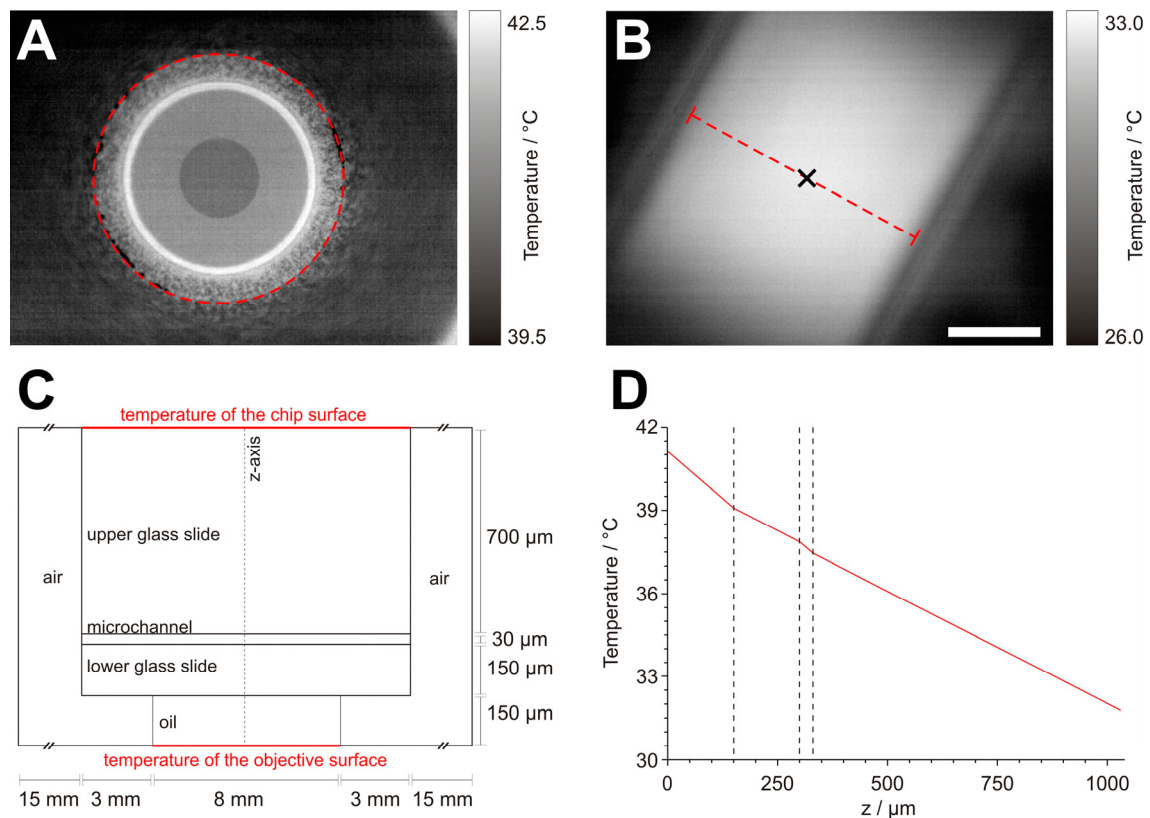 A
42.5
Temperature / °C
39.5
B
33.0
Temperature / °C
26.0
C
temperature of the chip surface
z-axis
upper glass slide
700 µm
air
air
microchannel
30 µm
lower glass slide
150 µm
oil
150 µm
temperature of the objective surface
15 mm 3 mm 8 mm 3 mm 15 mm
D
42
39
36
33
30
Temperature / °C
0 250 500 750 1000
z / µm